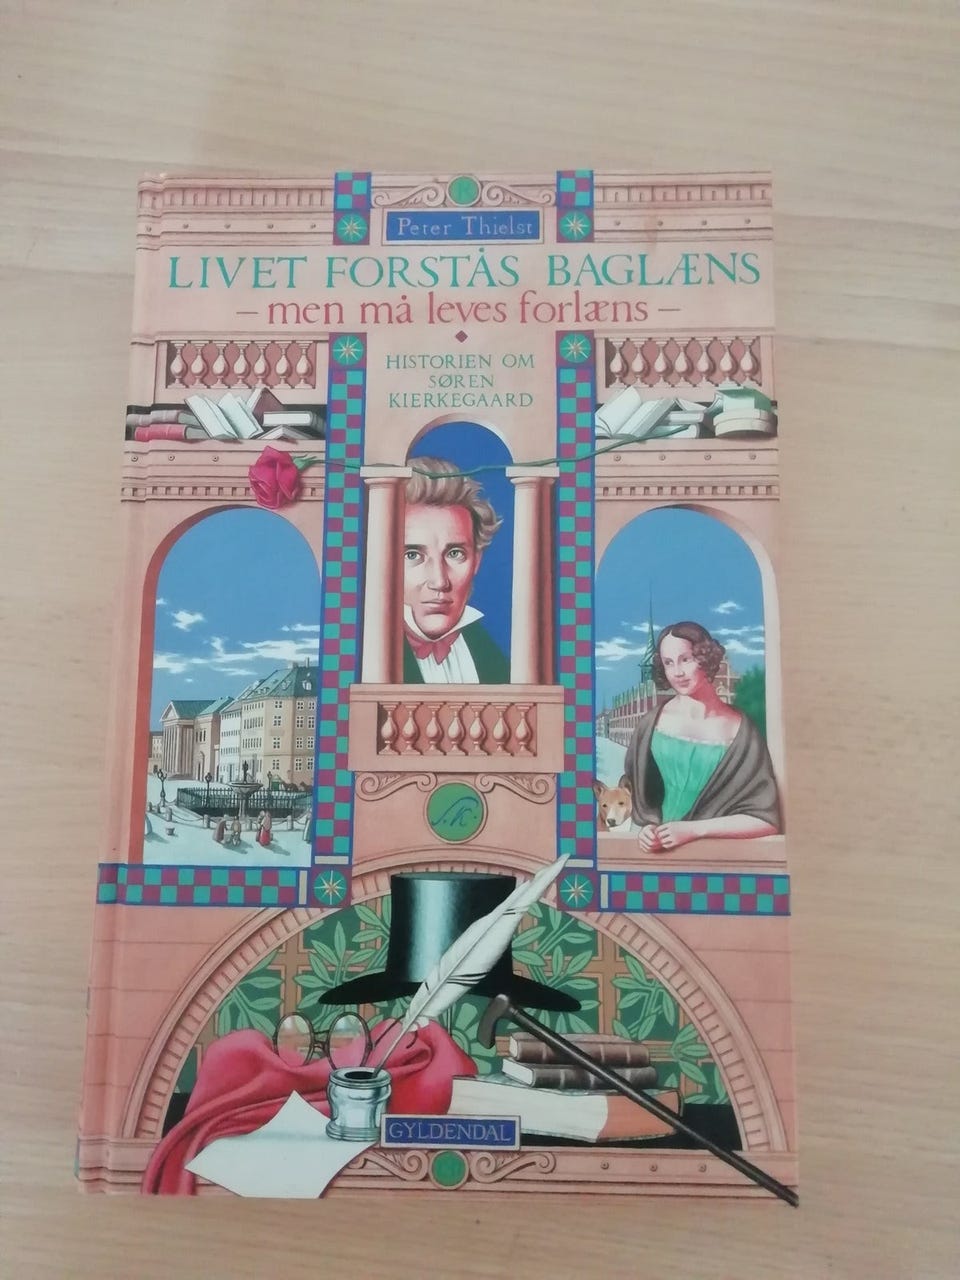 K
Peter Thielst
LIVET FORSTÅS BAGLÆNS
– men må leves forlæns –
HISTORIEN OM
SØREN
KIERKEGAARD
S.K.
GYLDENDAL